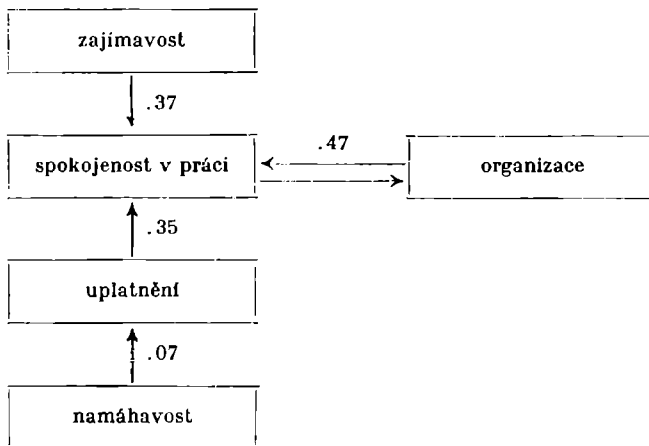 zajímavost
.37
spokojenost v práci
.47
organizace
.35
uplatnění
.07
namáhavost